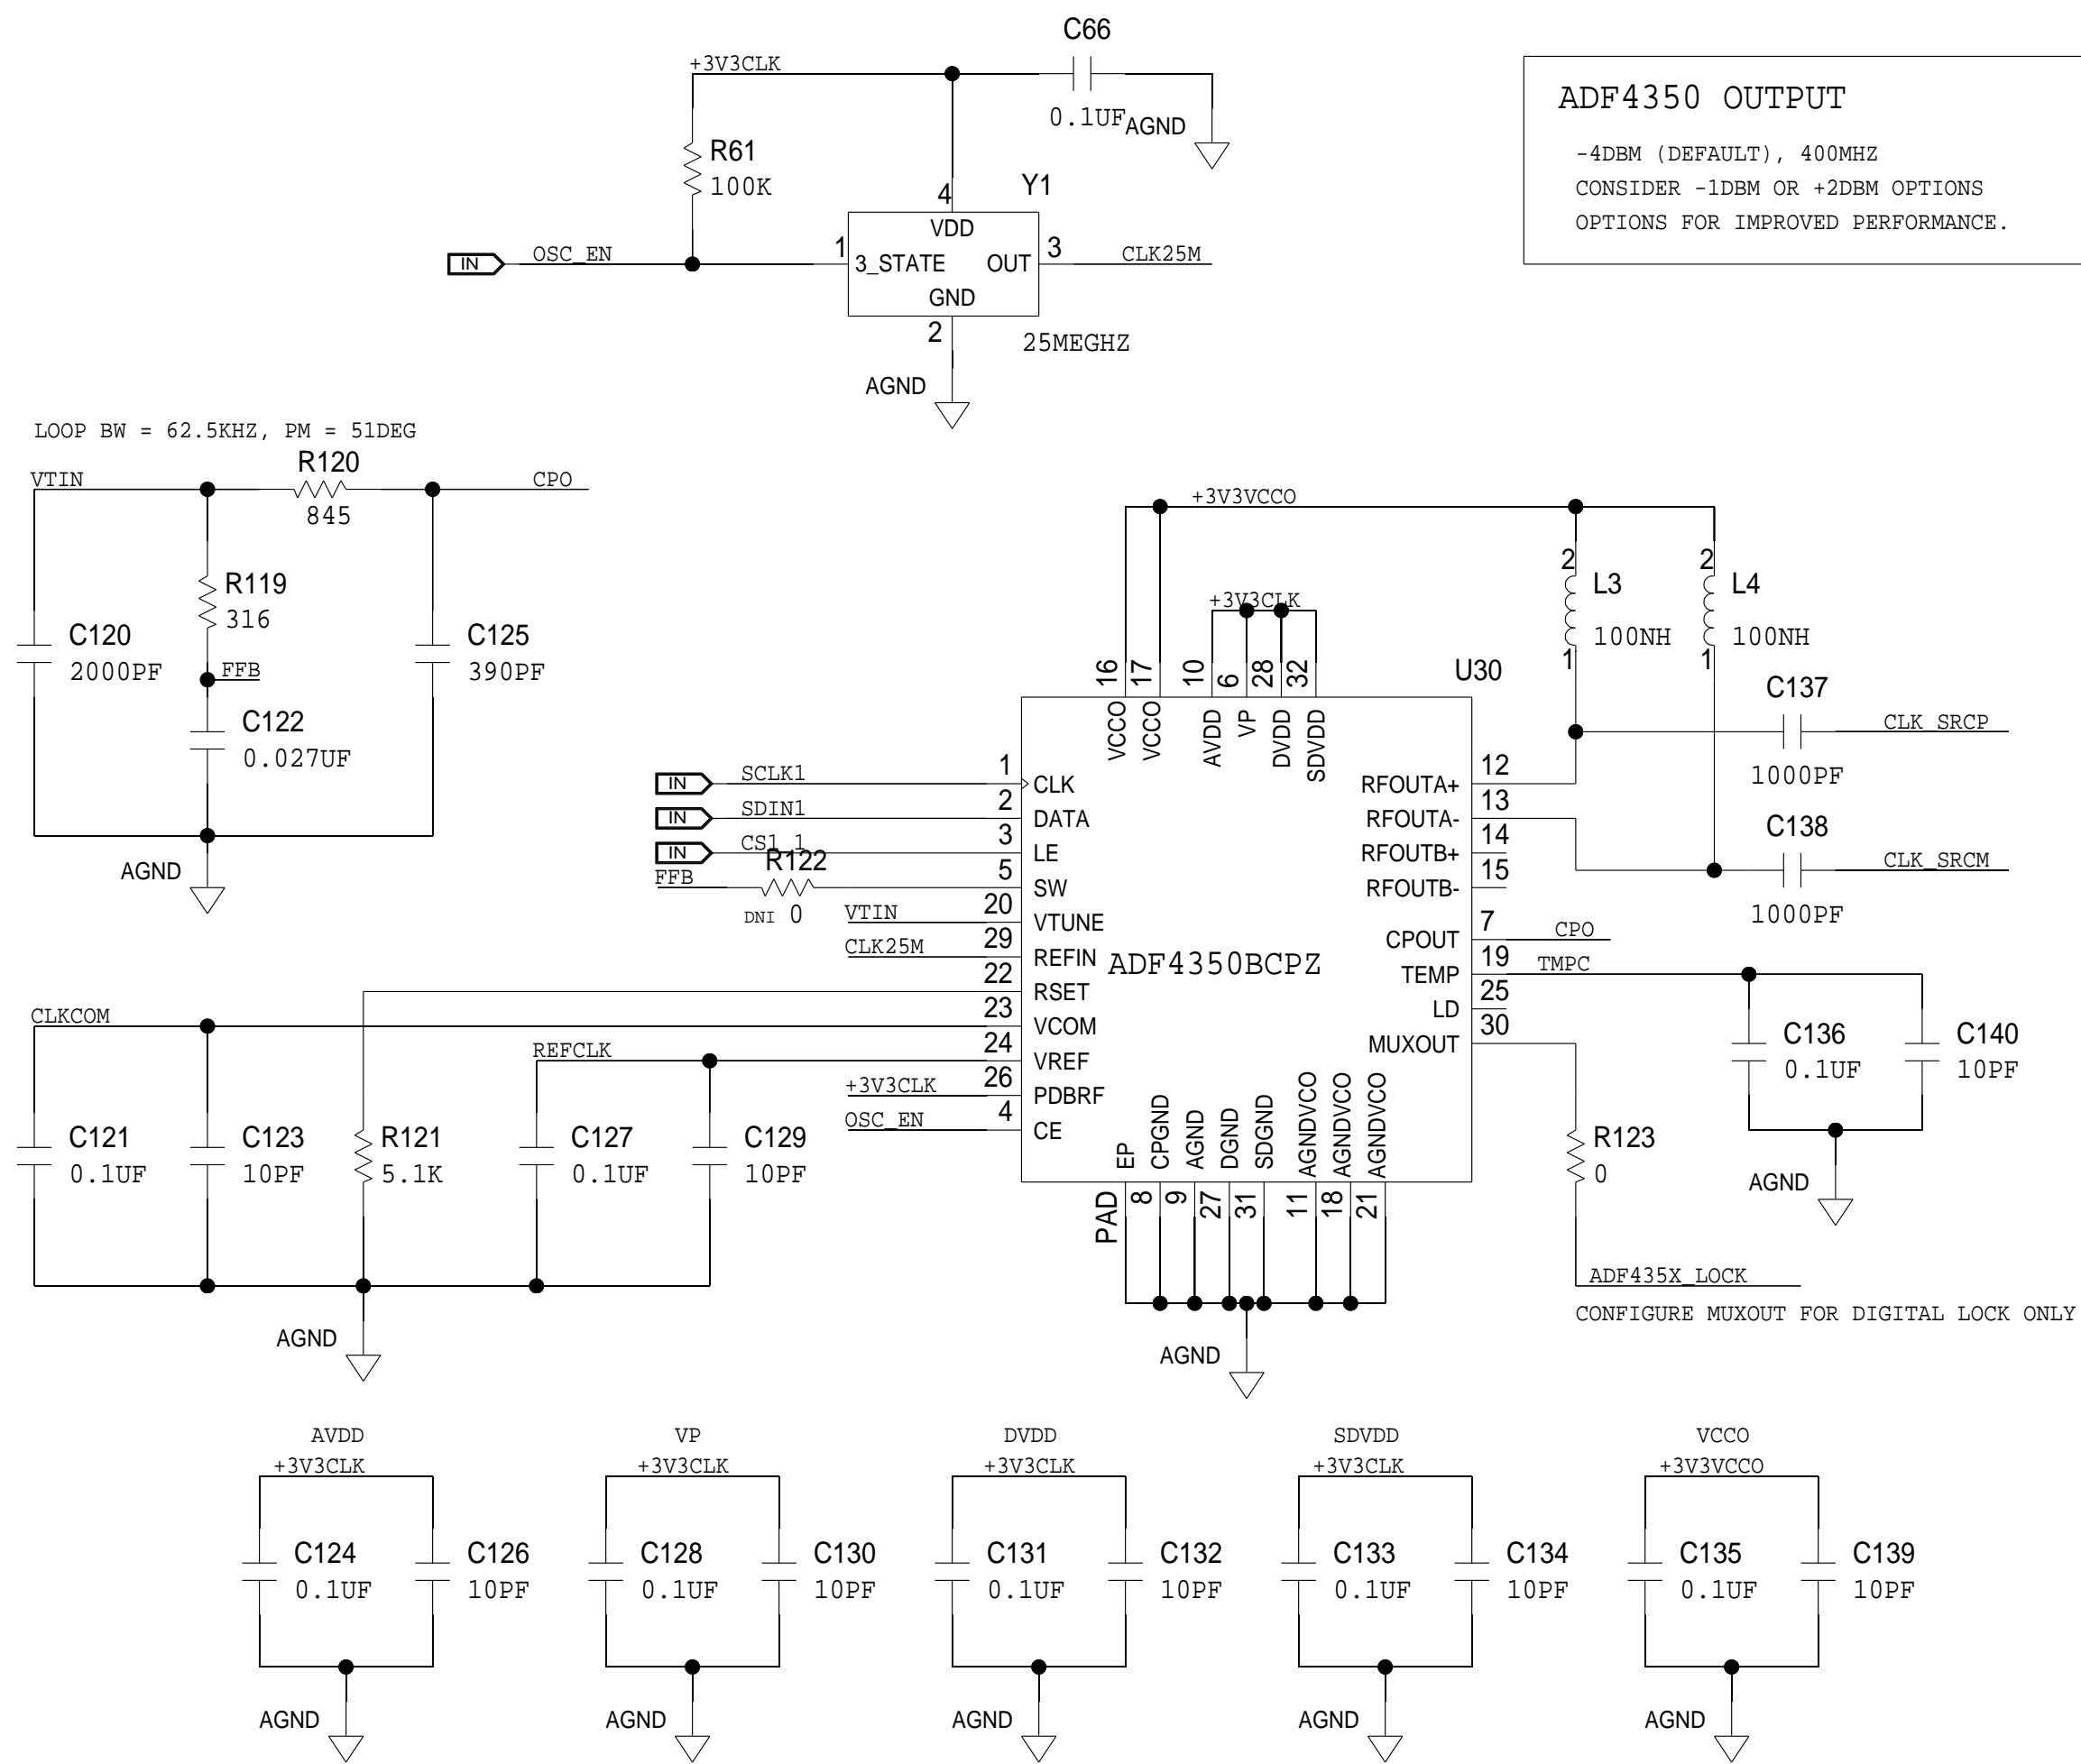 C66
+3V3CLK
0.1UF
AGND
R61
100K
Y1
4
VDD
1
3_STATE
OUT
3
GND
2
IN
OSC_EN
CLK25M
25MEGHZ
AGND
ADF4350 OUTPUT
-4DBM (DEFAULT), 400MHZ
CONSIDER -1DBM OR +2DBM OPTIONS
OPTIONS FOR IMPROVED PERFORMANCE.
LOOP BW = 62.5KHZ, PM = 51DEG
VTIN
R120
845
CPO
R119
316
C120
2000PF
FFB
C125
390PF
C122
0.027UF
AGND
+3V3VCCO
+3V3CLK
2
L3
100NH
1
2
L4
100NH
1
U30
16
17
10
6
28
32
VCCO
VCCO
AVDD
VP
DVDD
SDVDD
C137
CLK_SRCP
1000PF
C138
CLK_SRCM
1000PF
IN
SCLK1
1
CLK
IN
SDIN1
2
DATA
IN
CS1_1
3
LE
FFB
R122
DNI 0
5
SW
VTIN
20
VTUNE
CLK25M
29
REFIN
22
RSET
23
VCOM
24
VREF
+3V3CLK
26
PDBRF
OSC_EN
4
CE
ADF4350BCPZ
RFOUTA+
12
RFOUTA-
13
RFOUTB+
14
RFOUTB-
15
CPOUT
7
CPO
TEMP
19
TMPC
LD
25
MUXOUT
30
EP
CPGND
AGND
DGND
SDGND
AGNDVCO
AGNDVCO
AGNDVCO
PAD
8
9
27
31
11
18
21
AGND
CLKCOM
REFCLK
C121
0.1UF
C123
10PF
R121
5.1K
C127
0.1UF
C129
10PF
AGND
C136
0.1UF
C140
10PF
AGND
R123
0
ADF435X_LOCK
CONFIGURE MUXOUT FOR DIGITAL LOCK ONLY
AVDD
+3V3CLK
C124
0.1UF
C126
10PF
AGND
VP
+3V3CLK
C128
0.1UF
C130
10PF
AGND
DVDD
+3V3CLK
C131
0.1UF
C132
10PF
AGND
SDVDD
+3V3CLK
C133
0.1UF
C134
10PF
AGND
VCCO
+3V3VCCO
C135
0.1UF
C139
10PF
AGND